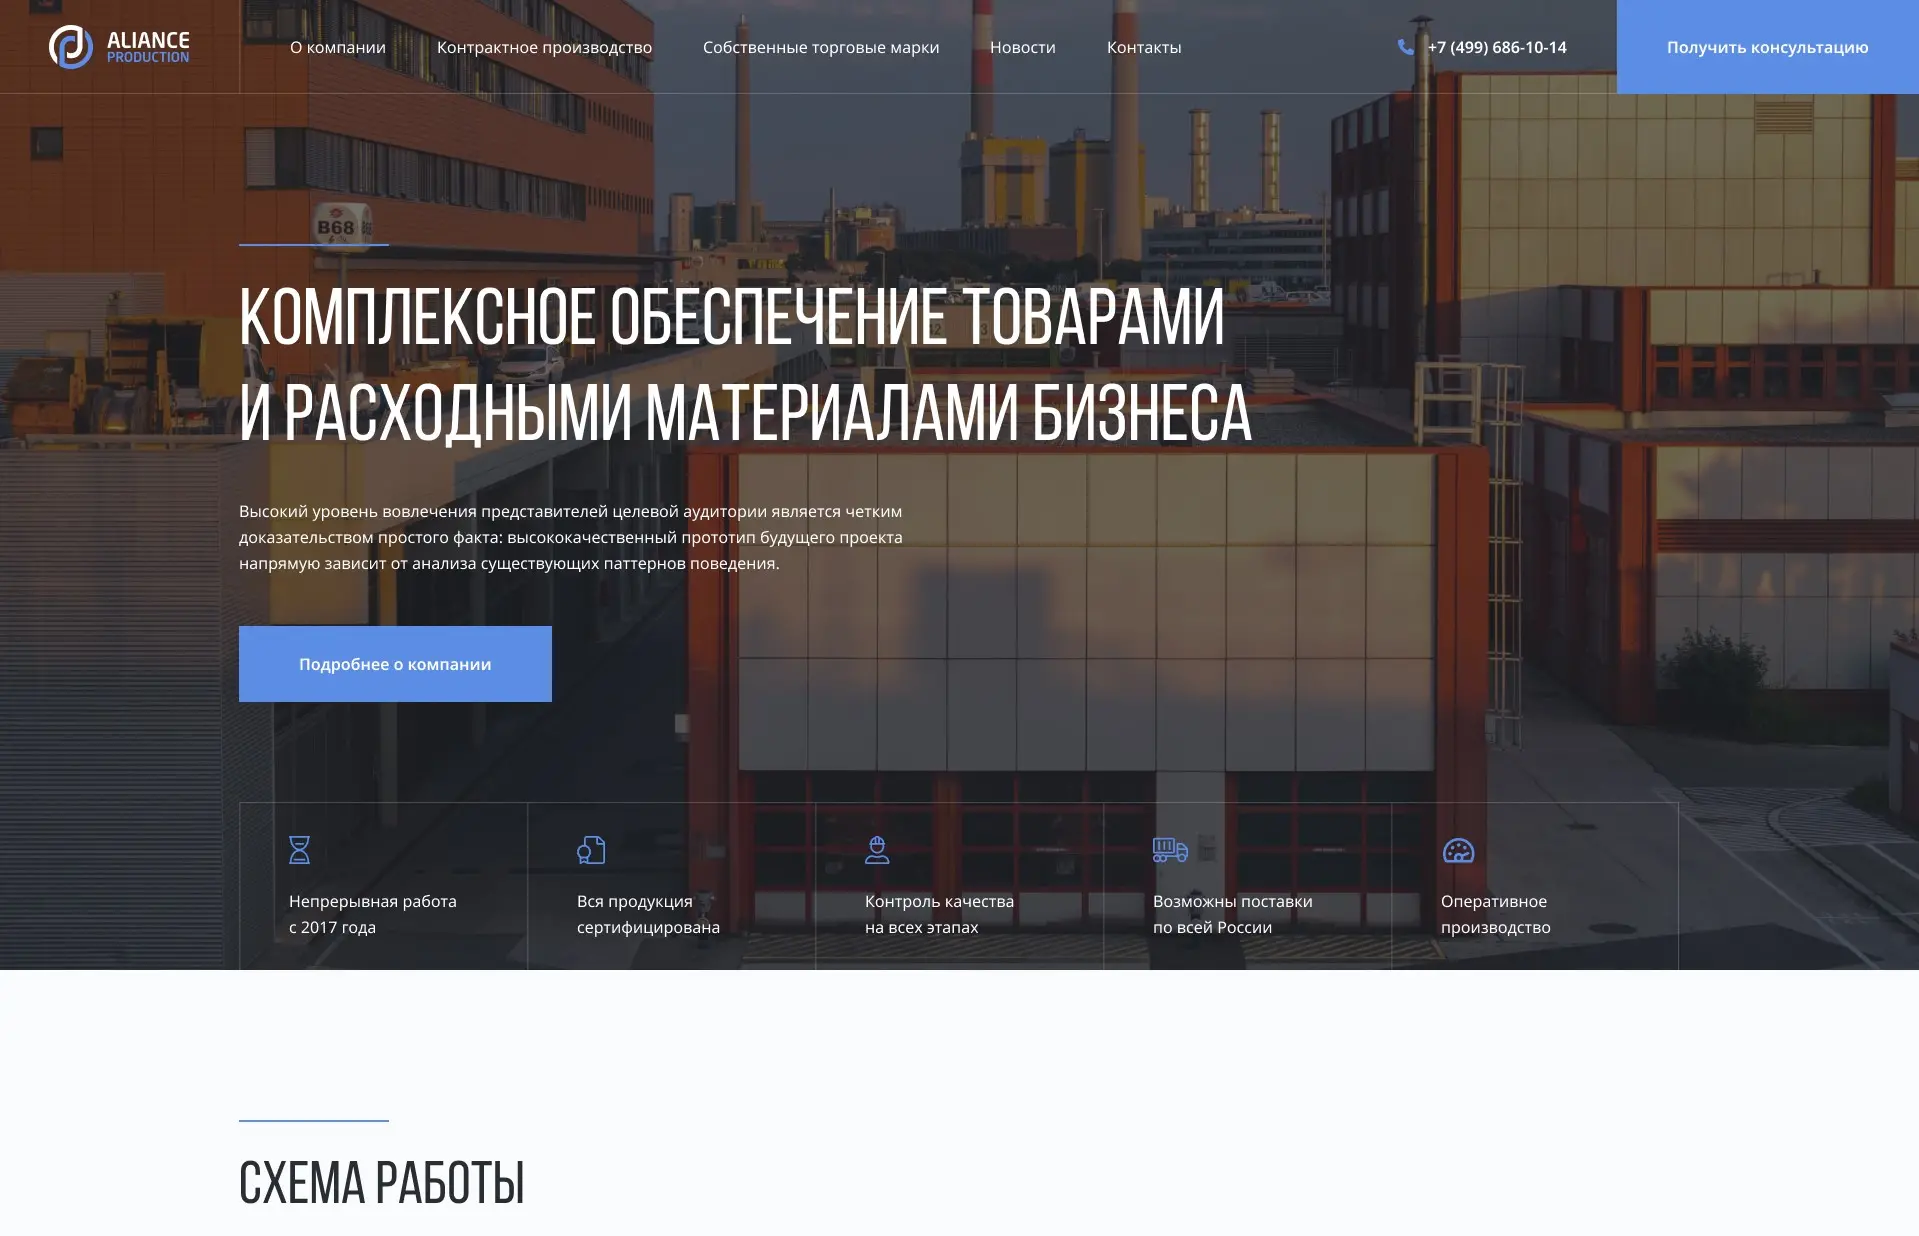 ALIANCE
PRODUCTION
О компании
Контрактное производство
Собственные торговые марки
Новости
Контакты
+7 (499) 686-10-14
Получить консультацию
B68
КОМПЛЕКСНОЕ ОБЕСПЕЧЕНИЕ ТОВАРАМИ
И РАСХОДНЫМИ МАТЕРИАЛАМИ БИЗНЕСА
Высокий уровень вовлечения представителей целевой аудитории является четким
доказательством простого факта: высококачественный прототип будущего проекта
напрямую зависит от анализа существующих паттернов поведения.
Подробнее о компании
Непрерывная работа
с 2017 года
Вся продукция
сертифицирована
Контроль качества
на всех этапах
Возможны поставки
по всей России
Оперативное
производство
СХЕМА РАБОТЫ